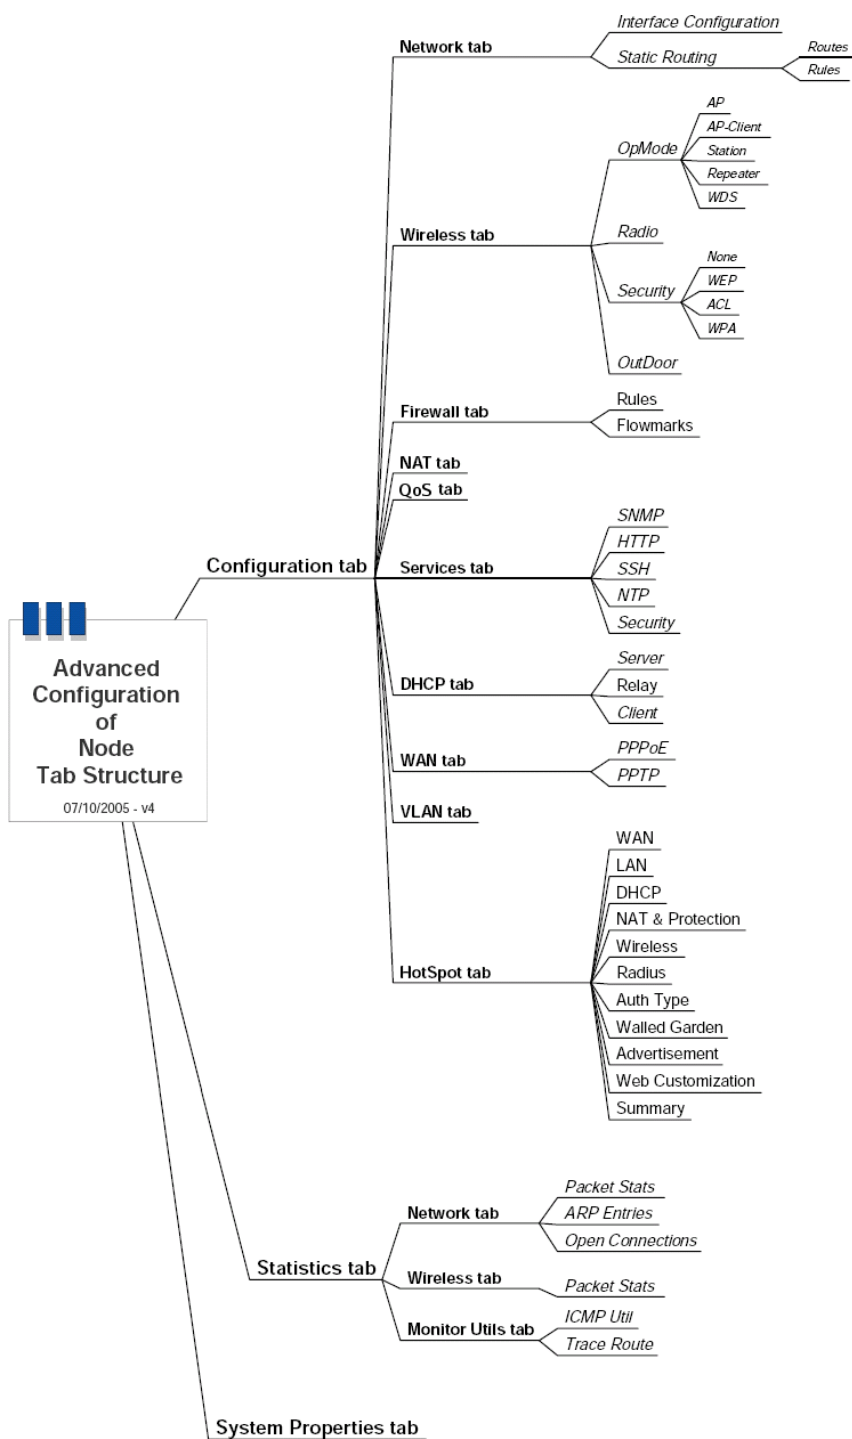 Advanced
Configuration
of
Node
Tab Structure
07/10/2005 - v4
Configuration tab
Network tab
Interface Configuration
Static Routing
Routes
Rules
Wireless tab
OpMode
AP
AP-Client
Station
Repeater
WDS
Radio
Security
None
WEP
ACL
WPA
OutDoor
Firewall tab
Rules
Flowmarks
NAT tab
QoS tab
Services tab
SNMP
HTTP
SSH
NTP
Security
DHCP tab
Server
Relay
Client
WAN tab
PPPoE
PPTP
VLAN tab
HotSpot tab
WAN
LAN
DHCP
NAT & Protection
Wireless
Radius
Auth Type
Walled Garden
Advertisement
Web Customization
Summary
Statistics tab
Network tab
Packet Stats
ARP Entries
Open Connections
Wireless tab
Packet Stats
Monitor Utils tab
ICMP Util
Trace Route
System Properties tab